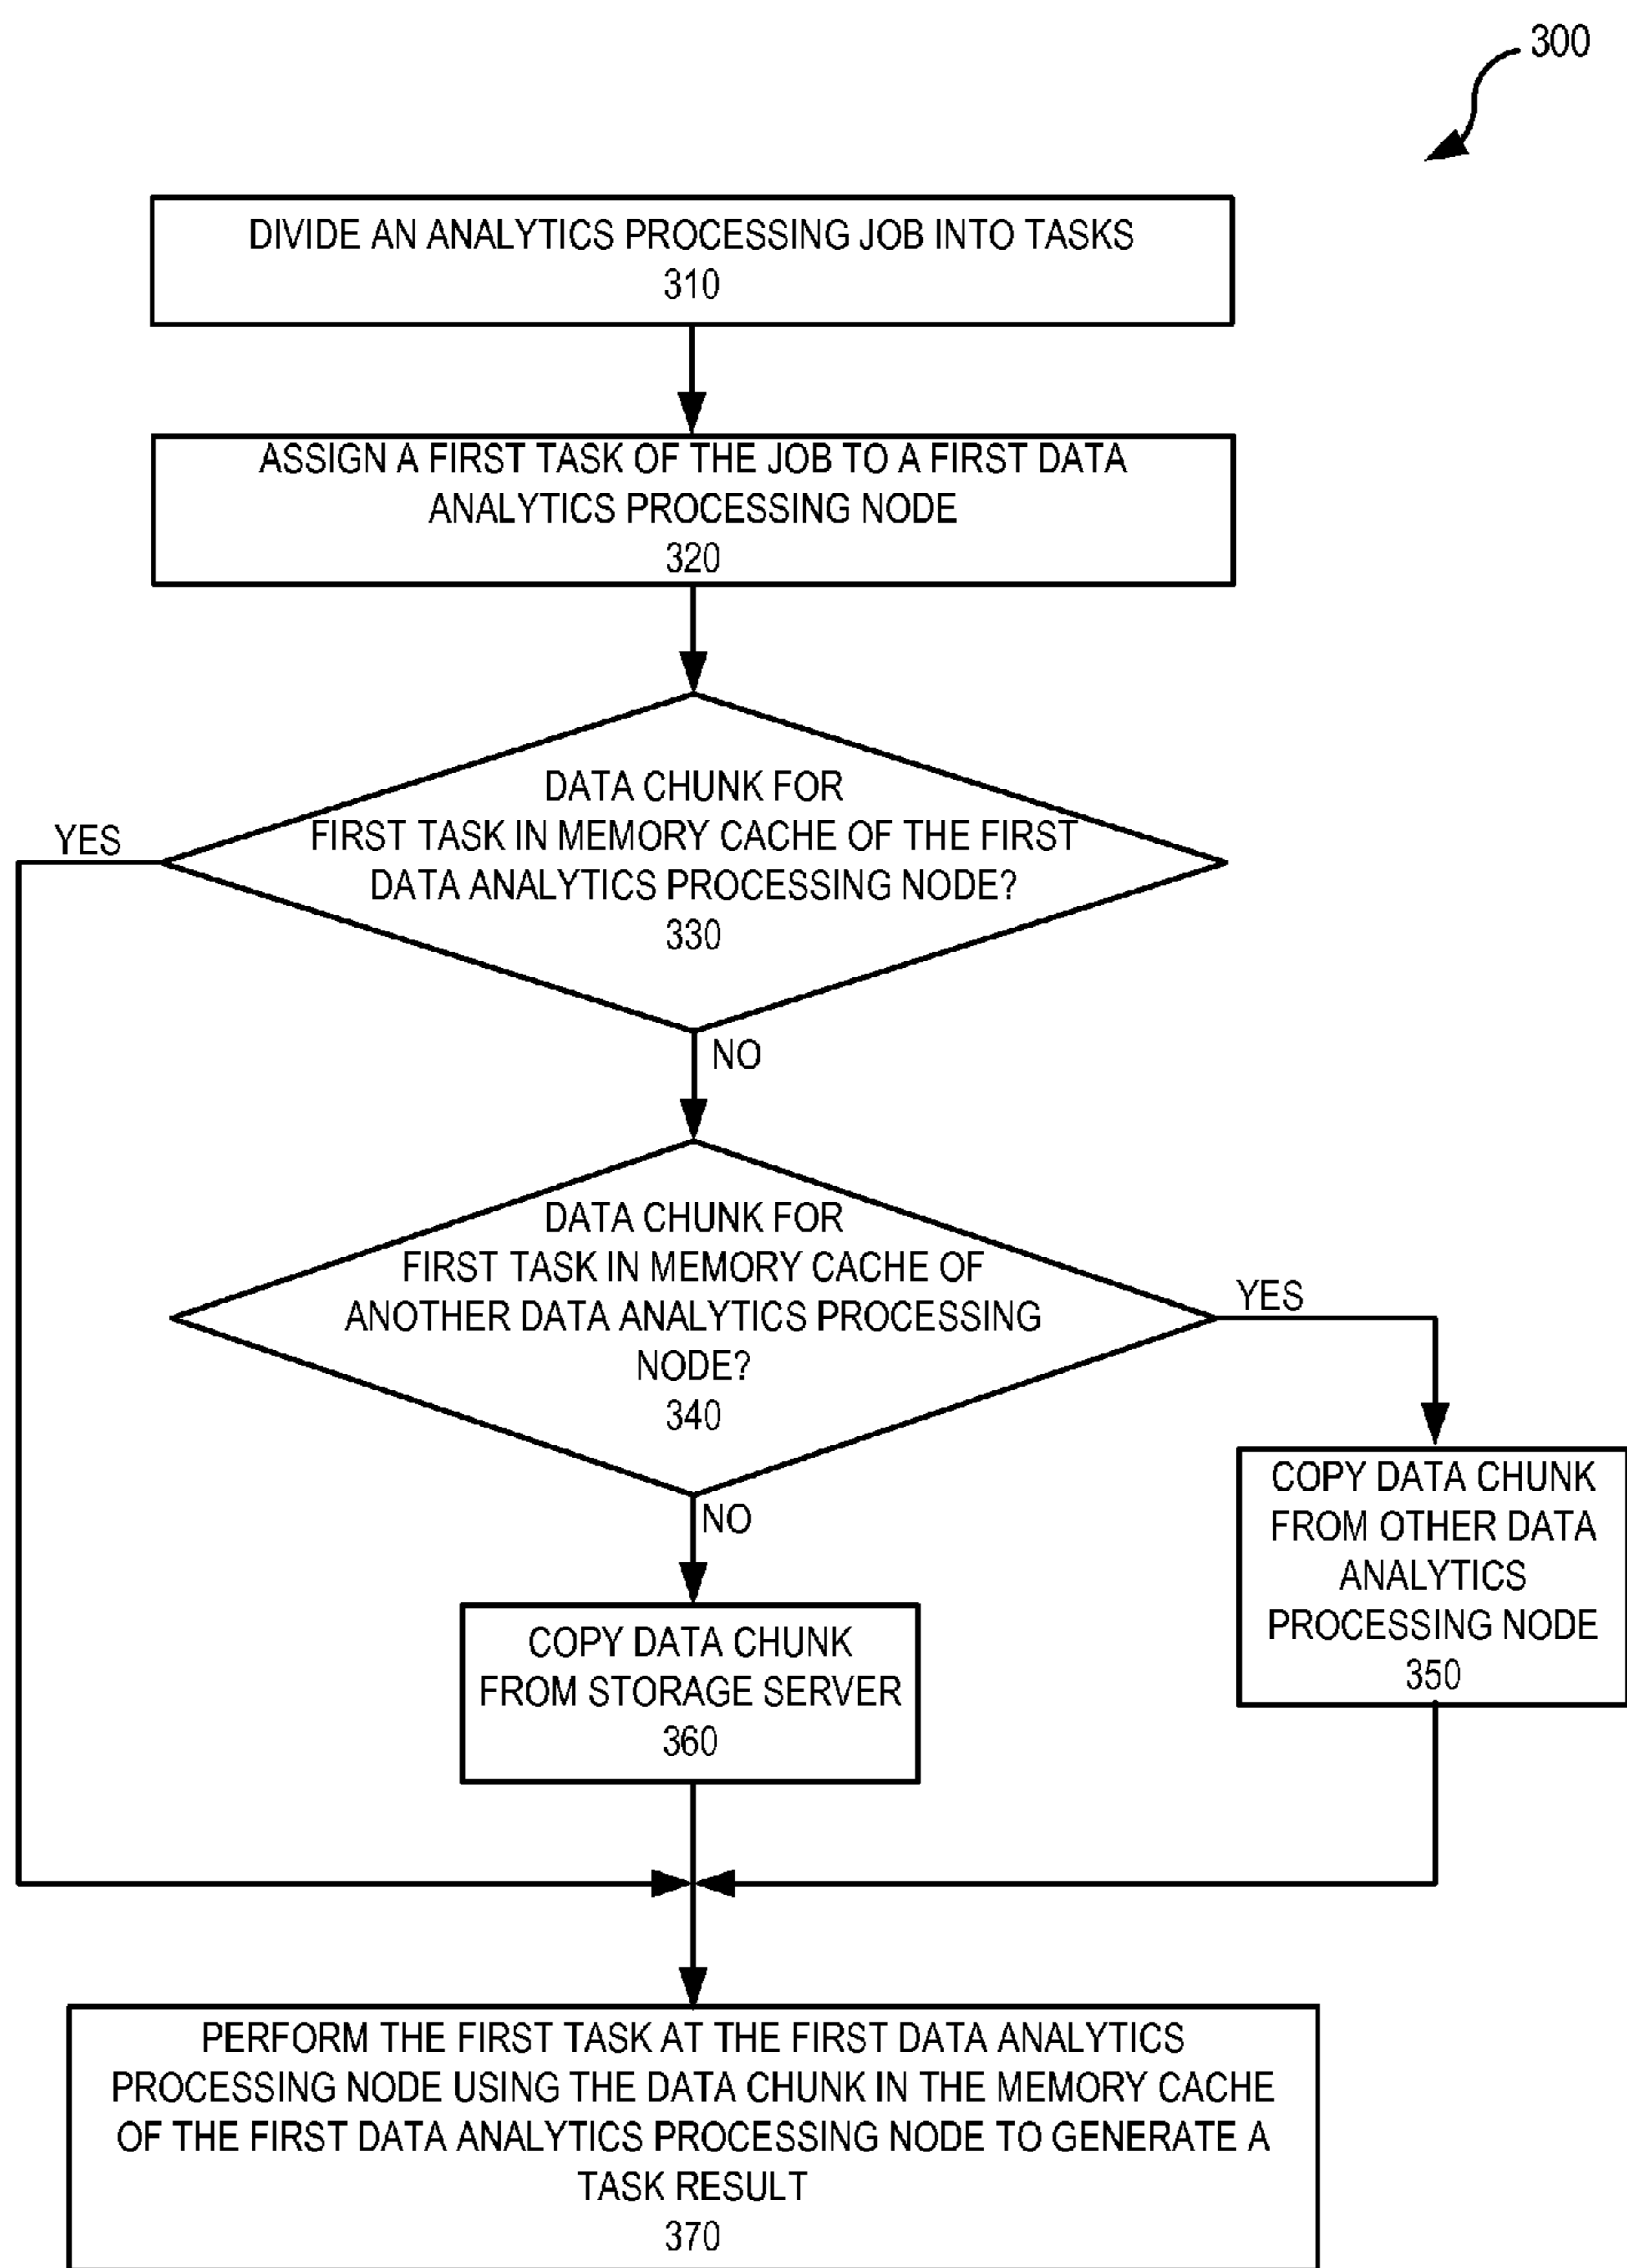 300
DIVIDE AN ANALYTICS PROCESSING JOB INTO TASKS
310
ASSIGN A FIRST TASK OF THE JOB TO A FIRST DATA
ANALYTICS PROCESSING NODE
320
DATA CHUNK FOR
FIRST TASK IN MEMORY CACHE OF THE FIRST
DATA ANALYTICS PROCESSING NODE?
330
YES
NO
DATA CHUNK FOR
FIRST TASK IN MEMORY CACHE OF
ANOTHER DATA ANALYTICS PROCESSING
NODE?
340
YES
NO
COPY DATA CHUNK
FROM OTHER DATA
ANALYTICS
PROCESSING NODE
350
COPY DATA CHUNK
FROM STORAGE SERVER
360
PERFORM THE FIRST TASK AT THE FIRST DATA ANALYTICS
PROCESSING NODE USING THE DATA CHUNK IN THE MEMORY CACHE
OF THE FIRST DATA ANALYTICS PROCESSING NODE TO GENERATE A
TASK RESULT
370